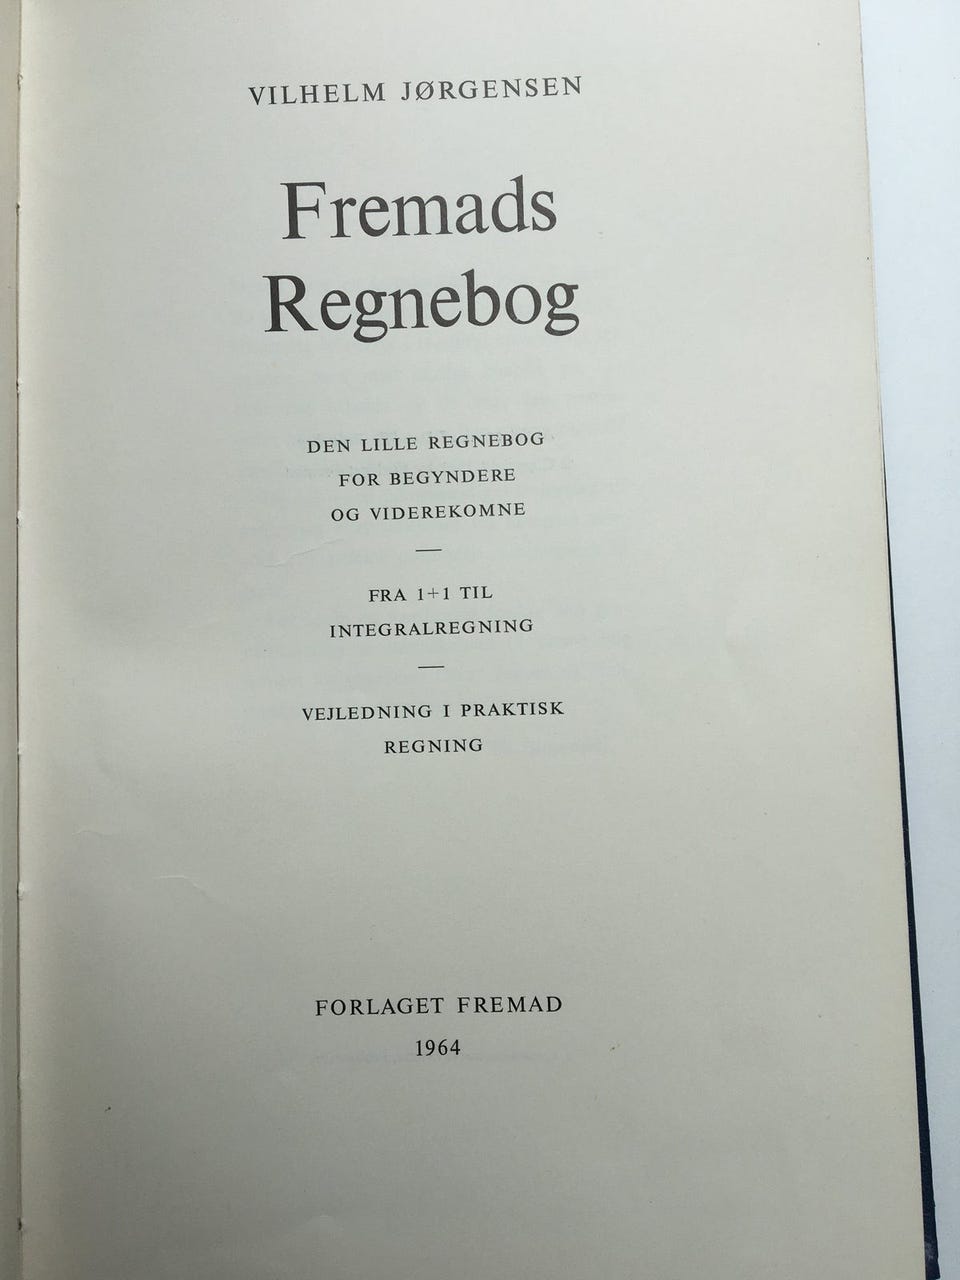 VILHELM JØRGENSEN
Fremads
Regnebog
DEN LILLE REGNEBOG
FOR BEGYNDERE
OG VIDEREKOMNE
—
FRA 1+1 TIL
INTEGRALREGNING
—
VEJLEDNING I PRAKTISK
REGNING
FORLAGET FREMAD
1964